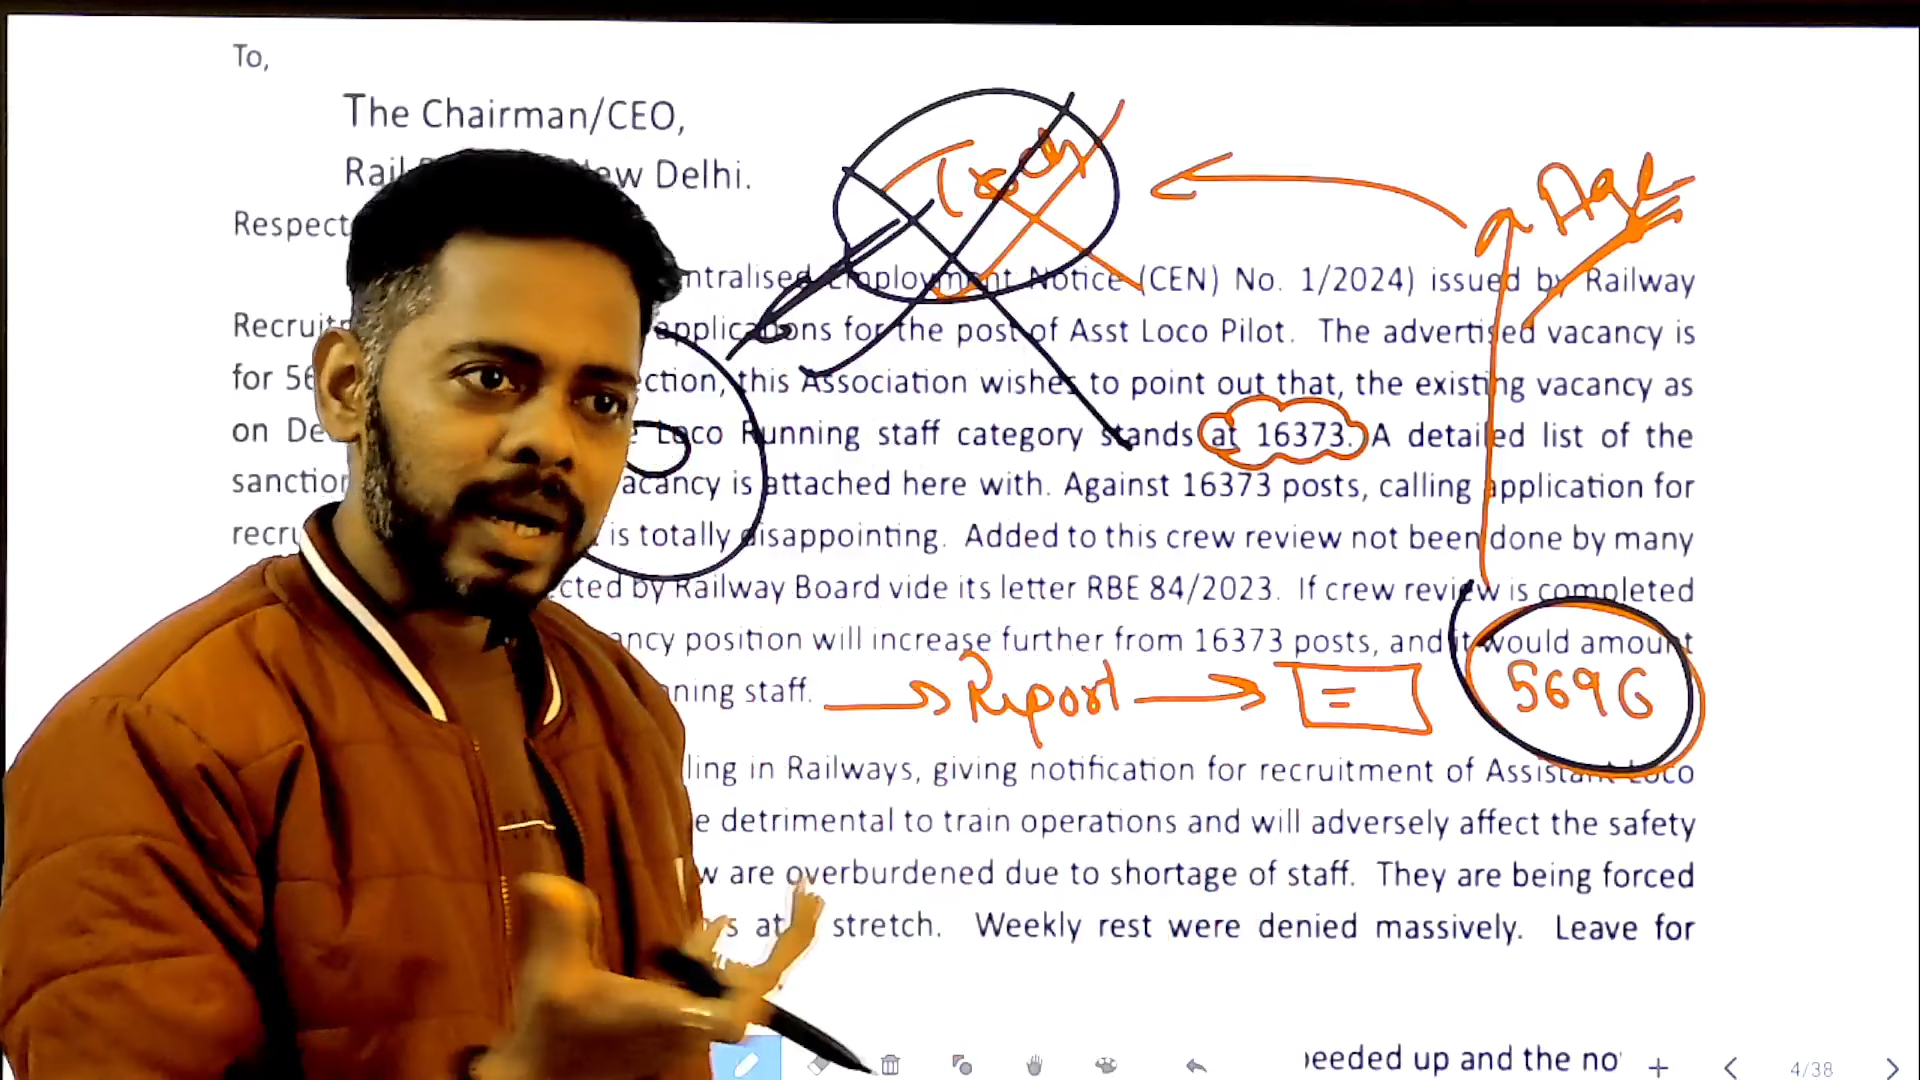 To,
The Chairman/CEO,
Rail ew Delhi.
Respect
ntralised Employment Notice (CEN) No. 1/2024) issued by Railway
Recruit applications for the post of Asst Loco Pilot. The advertised vacancy is
for 56 ction, this Association wishes to point out that, the existing vacancy as
on De Loco Running staff category stands at 16373. A detailed list of the
sanction acancy is attached here with. Against 16373 posts, calling application for
recru is totally disappointing. Added to this crew review not been done by many
cted by Railway Board vide its letter RBE 84/2023. If crew review is completed
ncy position will increase further from 16373 posts, and it would amount
ning staff.
Report = 5696
Age
ling in Railways, giving notification for recruitment of Assistant Loco
e detrimental to train operations and will adversely affect the safety
w are overburdened due to shortage of staff. They are being forced
s at stretch. Weekly rest were denied massively. Leave for
eeded up and the no
4/38